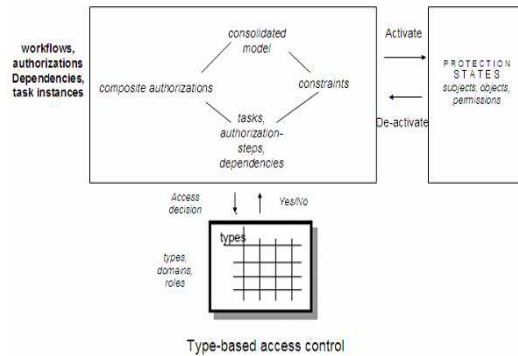 workflows,
authorizations
Dependencies,
task instances
consolidated
model
composite authorizations
constraints
tasks,
authorization-
steps,
dependencies
Activate
De-activate
PROTECTION
STATES
subjects, objects,
permissions
Access
decision
Yes/No
types
types,
domains,
roles
Type-based access control